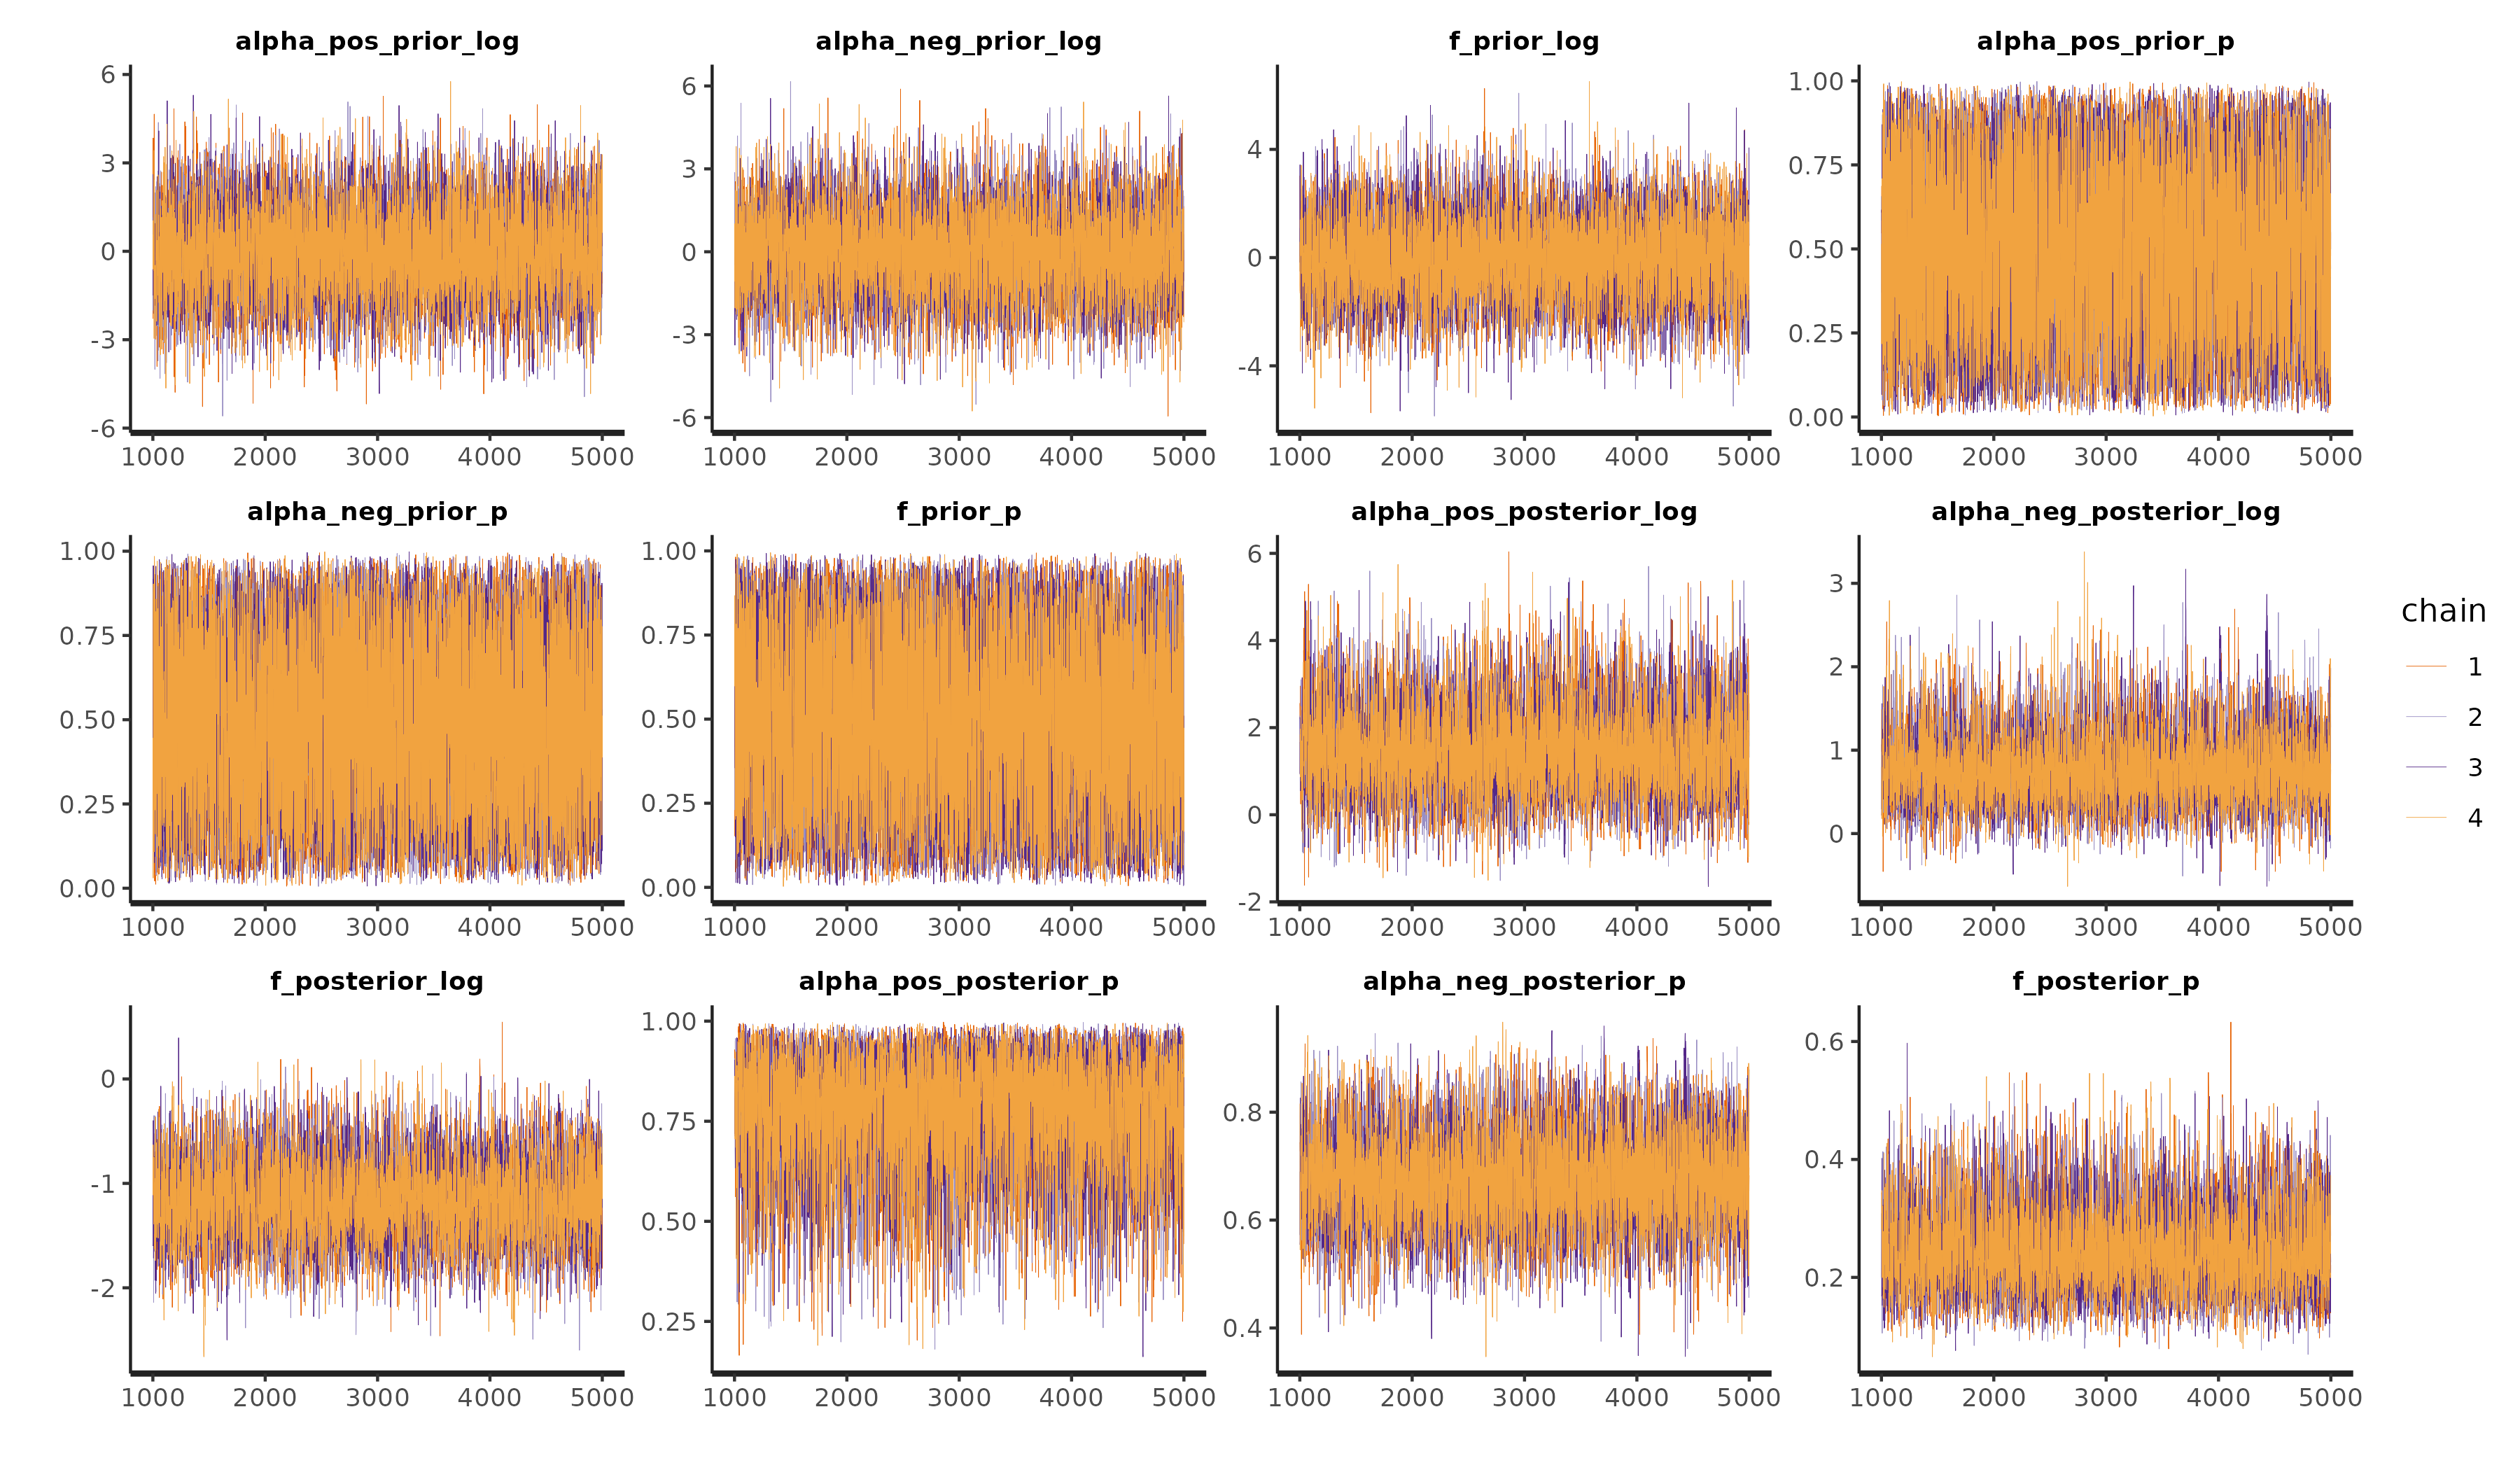 alpha_pos_prior_log
alpha_neg_prior_log
f_prior_log
alpha_pos_prior_p
6
3
0
-3
-6
1000 2000 3000 4000 5000
6
3
0
-3
-6
1000 2000 3000 4000 5000
4
0
-4
1000 2000 3000 4000 5000
1.00
0.75
0.50
0.25
0.00
1000 2000 3000 4000 5000
alpha_neg_prior_p
f_prior_p
alpha_pos_posterior_log
alpha_neg_posterior_log
1.00
0.75
0.50
0.25
0.00
1000 2000 3000 4000 5000
1.00
0.75
0.50
0.25
0.00
1000 2000 3000 4000 5000
6
4
2
0
-2
1000 2000 3000 4000 5000
3
2
1
0
1000 2000 3000 4000 5000
chain
1
2
3
4
f_posterior_log
alpha_pos_posterior_p
alpha_neg_posterior_p
f_posterior_p
0
-1
-2
1000 2000 3000 4000 5000
1.00
0.75
0.50
0.25
1000 2000 3000 4000 5000
0.8
0.6
0.4
1000 2000 3000 4000 5000
0.6
0.4
0.2
1000 2000 3000 4000 5000